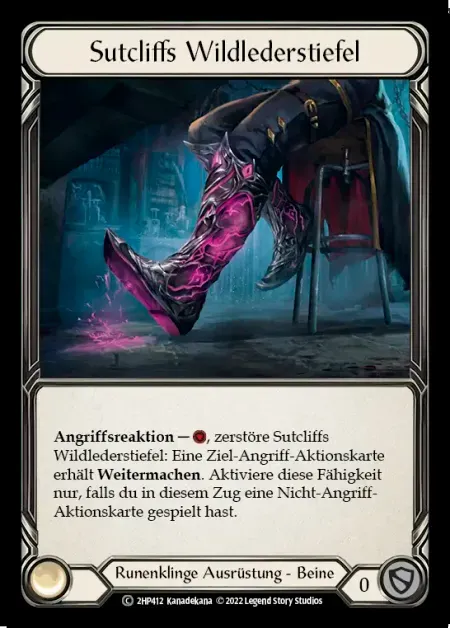 Sutcliffs Wildlederstiefel
Angriffsreaktion — , zerstöre Sutcliffs
Wildlederstiefel: Eine Ziel-Angriff-Aktionskarte
erhält Weitermachen. Aktiviere diese Fähigkeit
nur, falls du in diesem Zug eine Nicht-Angriff-
Aktionskarte gespielt hast.
Runenklinge Ausrüstung - Beine
0
C 2HP412 Kanadekana © 2022 Legend Story Studios